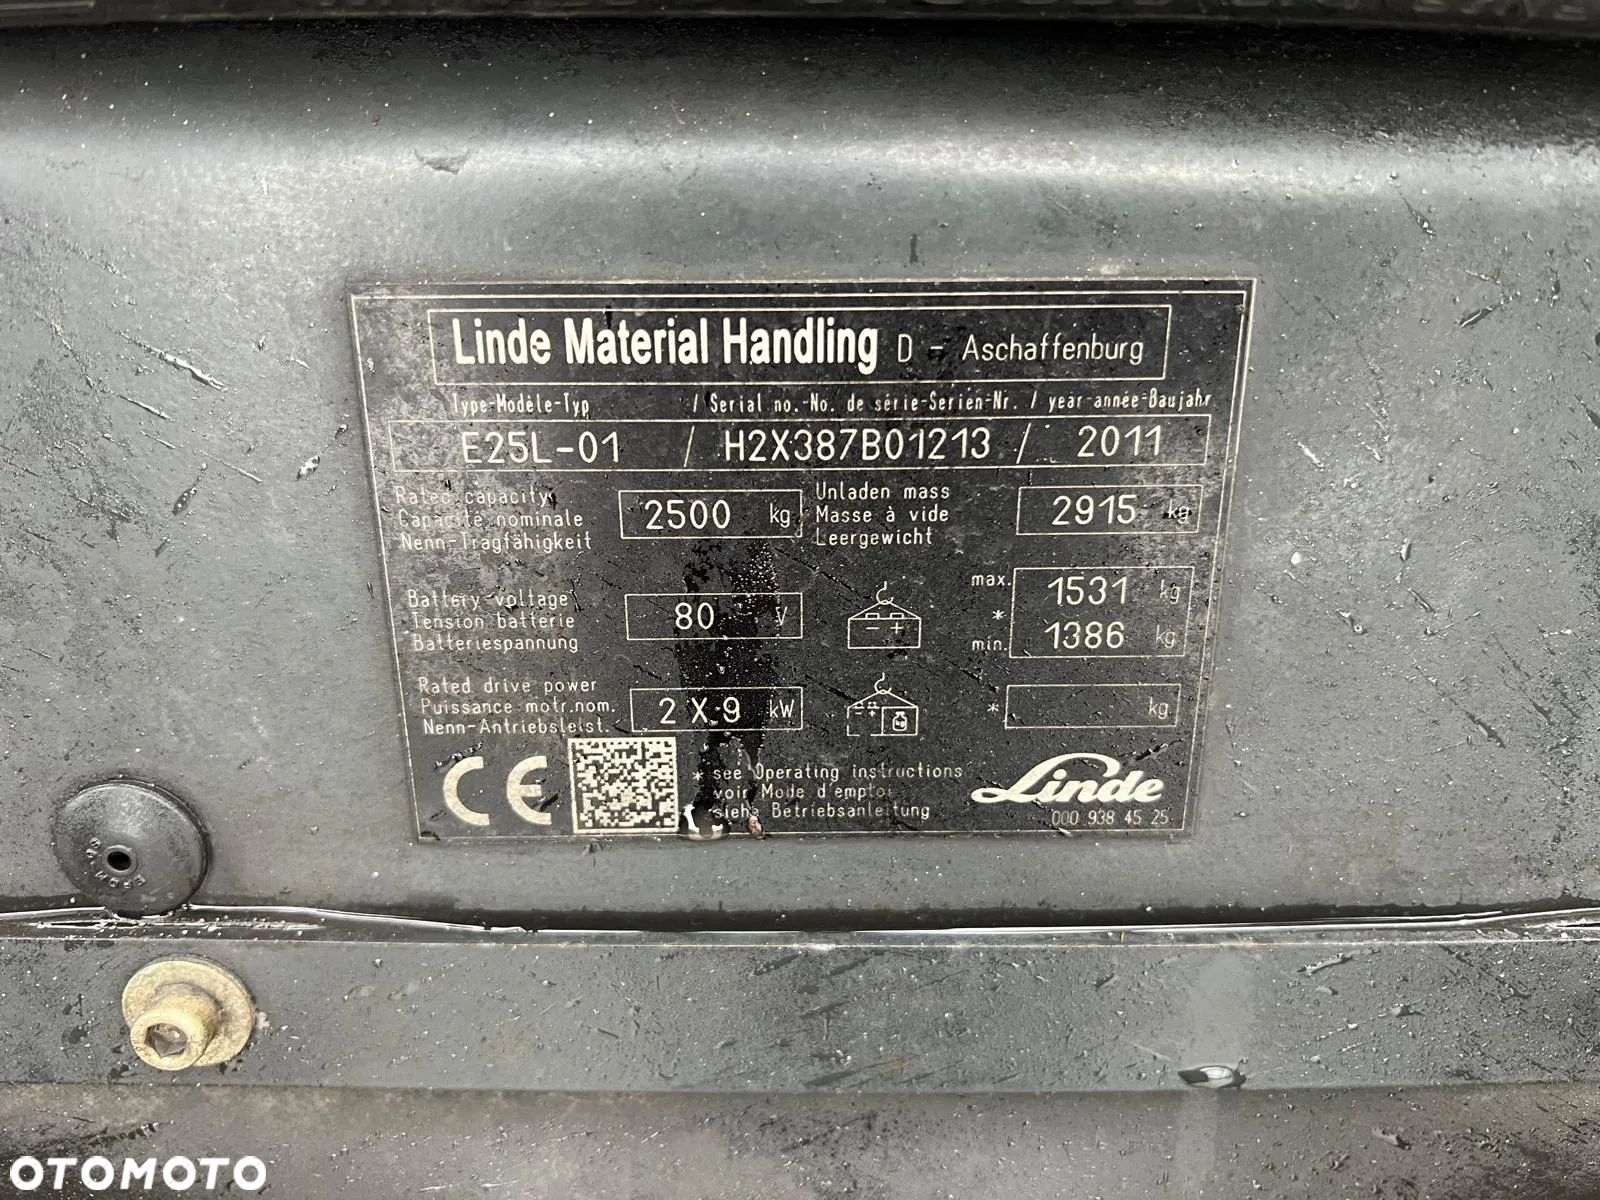 Linde Material Handling D - Aschaffenburg
Type-Modèle-Typ / Serial no.-No. de série-Serien-Nr. / year-année-Baujahr
E25L-01 / H2X387B01213 / 2011
Rated capacity
Capacité nominale
Nenn-Tragfähigkeit
2500 kg
Unladen mass
Masse à vide
Leergewicht
2915 kg
Battery voltage
Tension batterie
Batteriespannung
80 V
- +
max. 1531 kg
*
min. 1386 kg
Rated drive power
Puissance motr.nom.
Nenn-Antriebsleist.
2 X 9 kW
- +
* kg
CE
* see Operating instructions
voir Mode d'emploi
siehe Betriebsanleitung
Linde
000 938 45 25
OTOMOTO